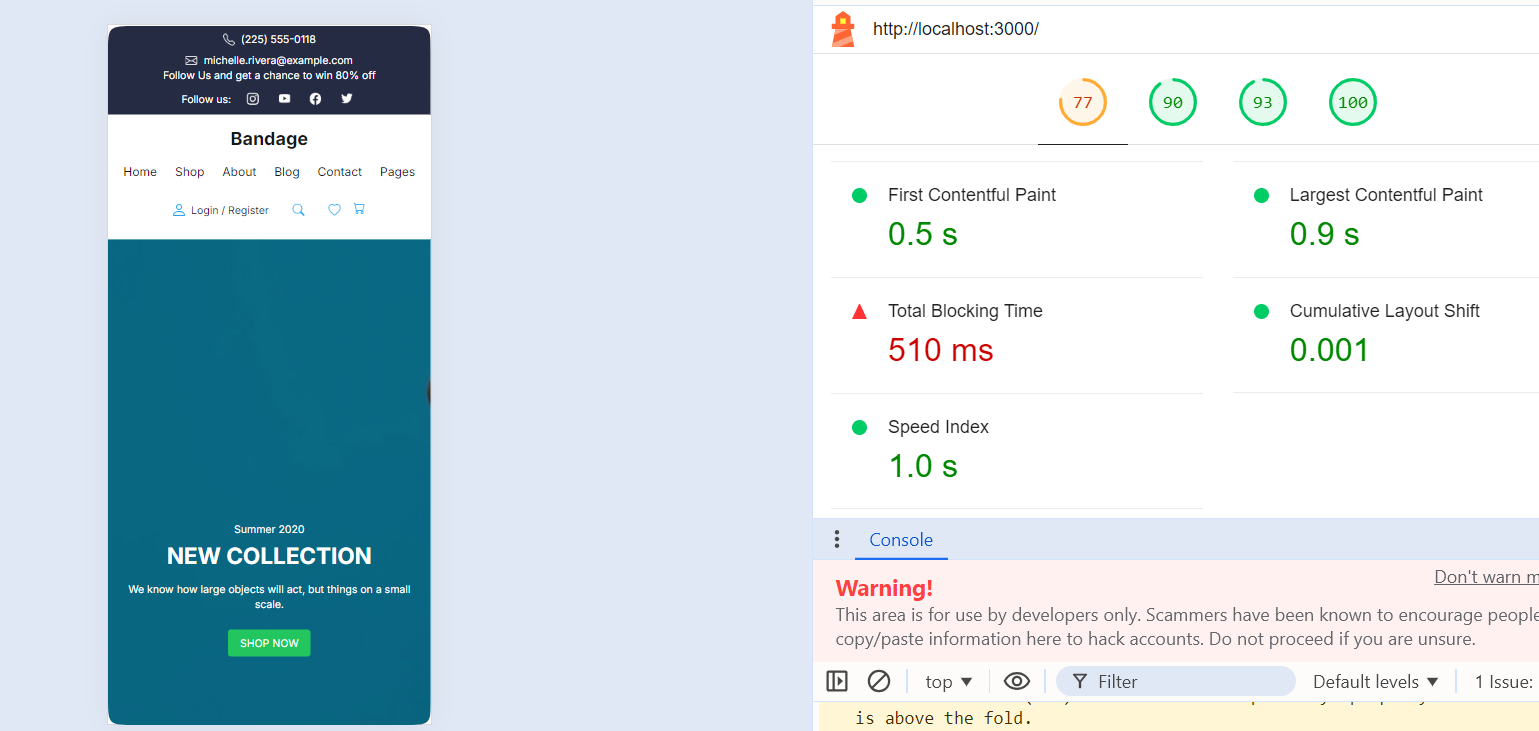 (225) 555-0118
michelle.rivera@example.com
Follow Us and get a chance to win 80% off
Follow us:
Bandage
Home Shop About Blog Contact Pages
Login / Register
Summer 2020
NEW COLLECTION
We know how large objects will act, but things on a small
scale.
SHOP NOW
http://localhost:3000/
77 90 93 100
First Contentful Paint
0.5 s
Largest Contentful Paint
0.9 s
Total Blocking Time
510 ms
Cumulative Layout Shift
0.001
Speed Index
1.0 s
Console
Warning!
Don't warn m
This area is for use by developers only. Scammers have been known to encourage people
copy/paste information here to hack accounts. Do not proceed if you are unsure.
top Filter Default levels 1 Issue:
is above the fold.